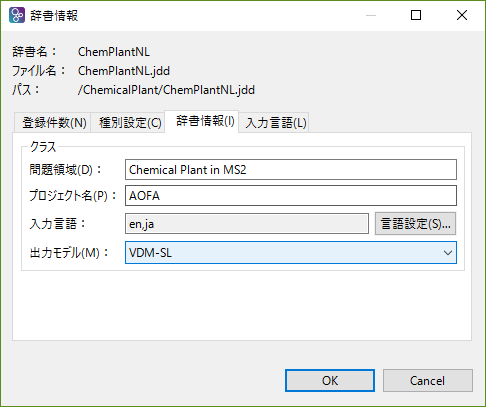 辞書情報
辞書名： ChemPlantNL
ファイル名： ChemPlantNL.jdd
パス： /ChemicalPlant/ChemPlantNL.jdd
登録件数(N) 種別設定(C) 辞書情報(I) 入力言語(L)
クラス
問題領域(D)： Chemical Plant in MS2
プロジェクト名(P)： AOFA
入力言語： en,ja 言語設定(S)...
出力モデル(M)： VDM-SL
OK Cancel